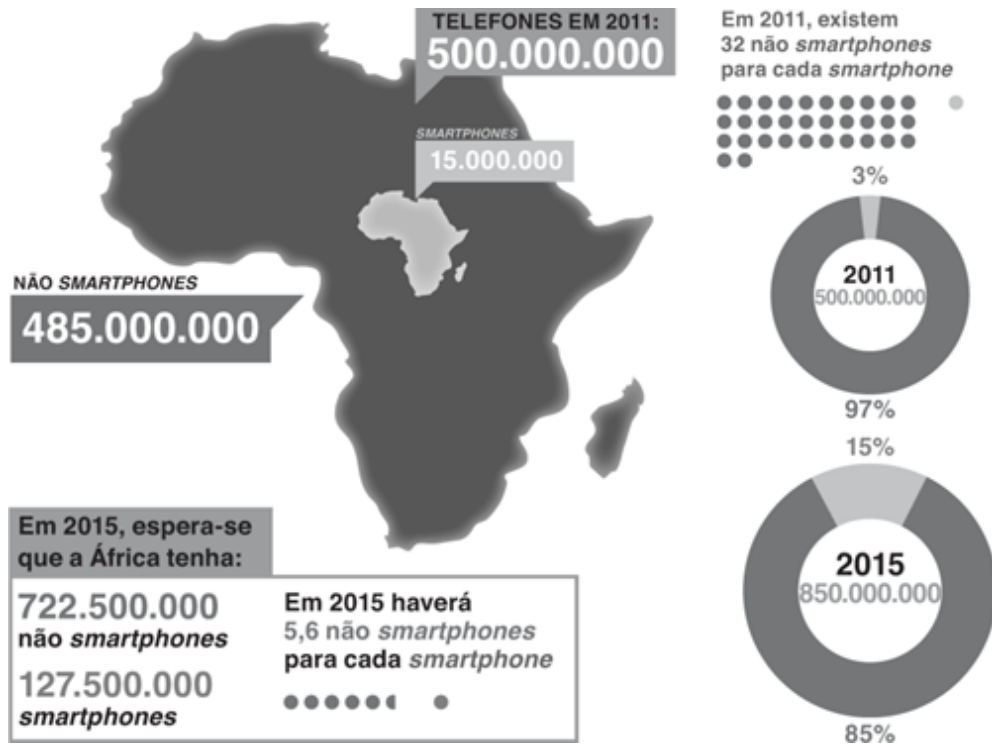 TELEFONES EM 2011:
500.000.000
SMARTPHONES
15.000.000
NÃO SMARTPHONES
485.000.000
Em 2011, existem
32 não smartphones
para cada smartphone
3%
2011
500.000.000
97%
15%
2015
850.000.000
85%
Em 2015, espera-se
que a África tenha:
722.500.000
não smartphones
127.500.000
smartphones
Em 2015 haverá
5,6 não smartphones
para cada smartphone